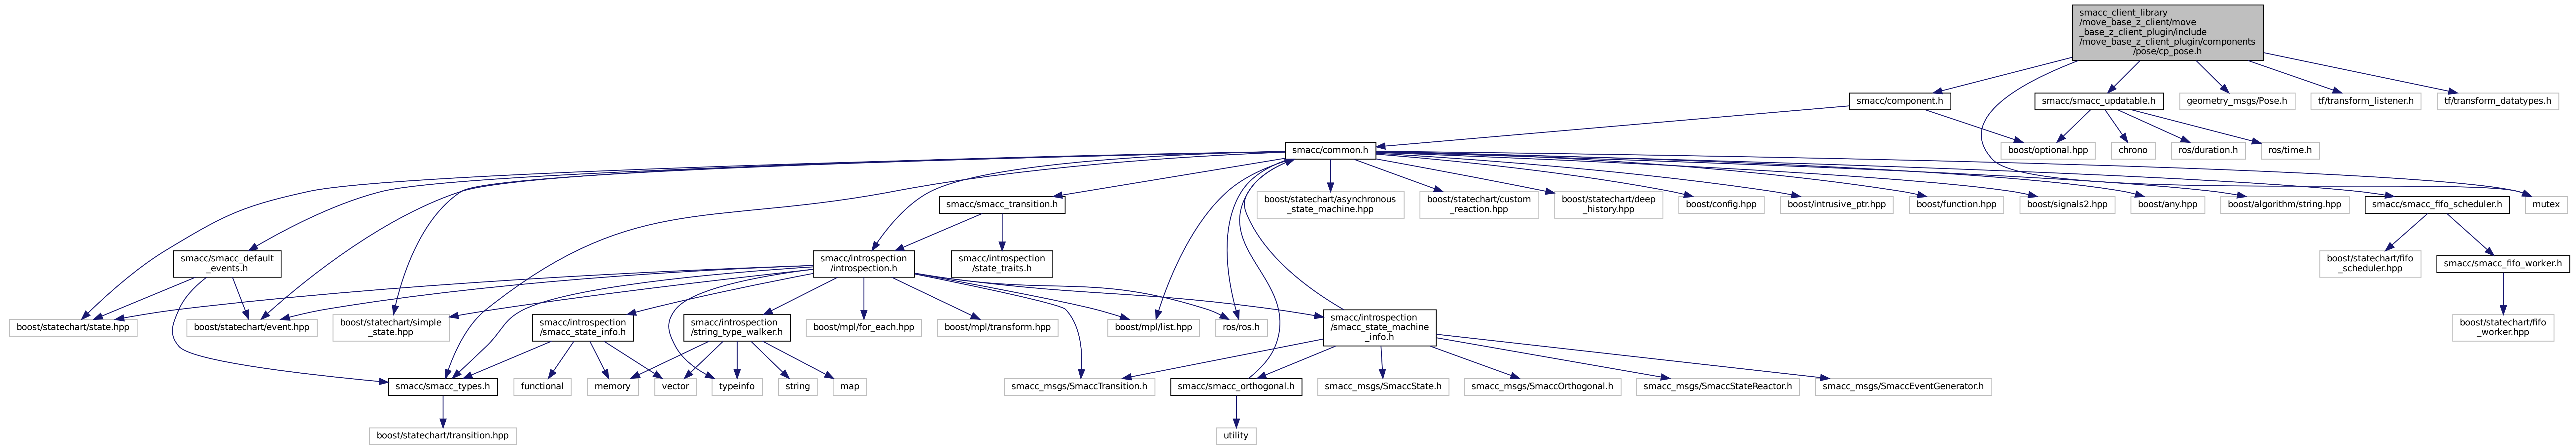 smacc_client_library
/move_base_z_client/move
_base_z_client_plugin/include
/move_base_z_client_plugin/components
/pose/cp_pose.h
smacc/component.h
smacc/smacc_updatable.h
geometry_msgs/Pose.h
tf/transform_listener.h
tf/transform_datatypes.h
smacc/common.h
boost/optional.hpp
chrono
ros/duration.h
ros/time.h
smacc/smacc_transition.h
boost/statechart/asynchronous
_state_machine.hpp
boost/statechart/custom
_reaction.hpp
boost/statechart/deep
_history.hpp
boost/config.hpp
boost/intrusive_ptr.hpp
boost/function.hpp
boost/signals2.hpp
boost/any.hpp
boost/algorithm/string.hpp
smacc/smacc_fifo_scheduler.h
mutex
smacc/smacc_default
_events.h
smacc/introspection
/introspection.h
smacc/introspection
/state_traits.h
boost/statechart/fifo
_scheduler.hpp
smacc/smacc_fifo_worker.h
boost/statechart/state.hpp
boost/statechart/event.hpp
boost/statechart/simple
_state.hpp
smacc/introspection
/smacc_state_info.h
smacc/introspection
/string_type_walker.h
boost/mpl/for_each.hpp
boost/mpl/transform.hpp
boost/mpl/list.hpp
ros/ros.h
smacc/introspection
/smacc_state_machine
_info.h
boost/statechart/fifo
_worker.hpp
smacc/smacc_types.h
functional
memory
vector
typeinfo
string
map
smacc_msgs/SmaccTransition.h
smacc/smacc_orthogonal.h
smacc_msgs/SmaccState.h
smacc_msgs/SmaccOrthogonal.h
smacc_msgs/SmaccStateReactor.h
smacc_msgs/SmaccEventGenerator.h
boost/statechart/transition.hpp
utility